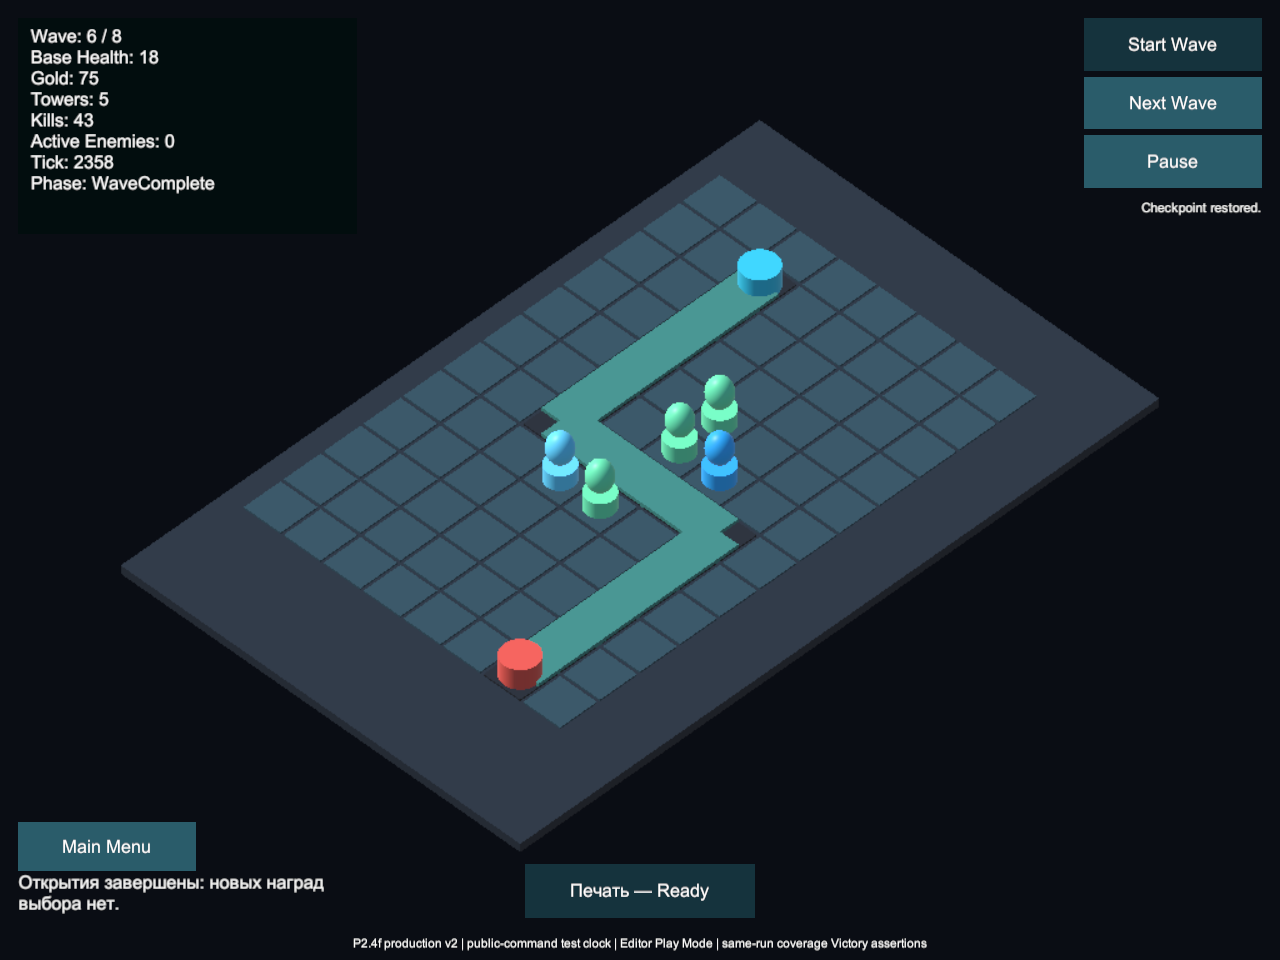 Wave: 6 / 8
Base Health: 18
Gold: 75
Towers: 5
Kills: 43
Active Enemies: 0
Tick: 2358
Phase: WaveComplete
Start Wave
Next Wave
Pause
Checkpoint restored.
Main Menu
Открытия завершены: новых наград
выбора нет.
Печать — Ready
P2.4f production v2 | public-command test clock | Editor Play Mode | same-run coverage Victory assertions